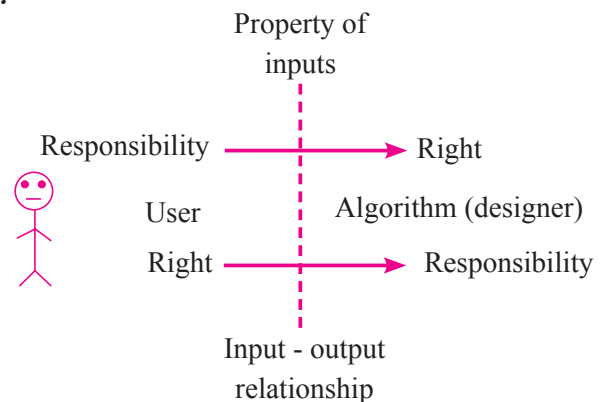 Property of
inputs
Responsibility Right
User Algorithm (designer)
Right Responsibility
Input - output
relationship